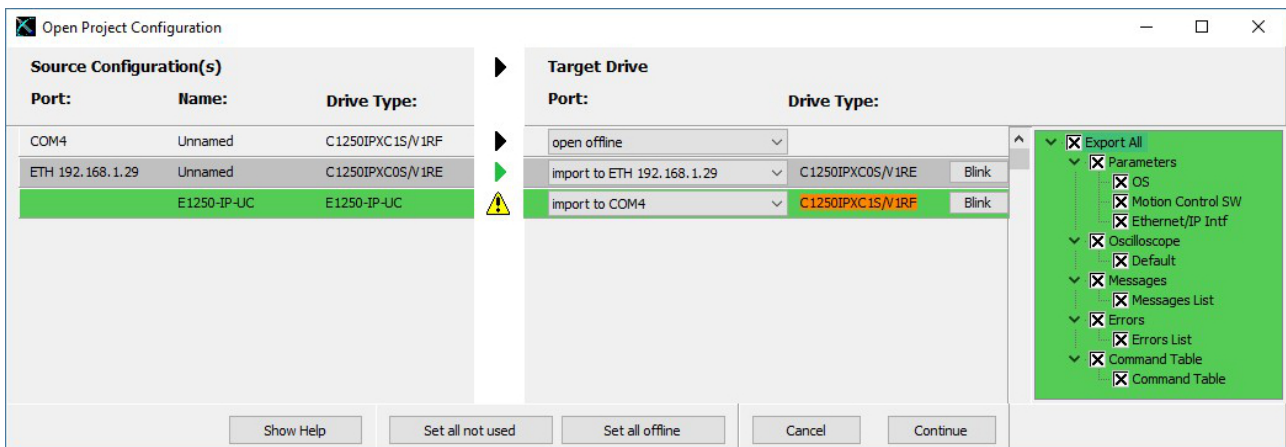 Open Project Configuration
Source Configuration(s)
Target Drive
Port: Name: Drive Type:
Port: Drive Type:
COM4 Unnamed C1250IPXC1S/V1RF open offline
ETH 192.168.1.29 Unnamed C1250IPXC0S/V1RE import to ETH 192.168.1.29 C1250IPXC0S/V1RE Blink
E1250-IP-UC E1250-IP-UC import to COM4 C1250IPXC1S/V1RF Blink
Export All
Parameters
OS
Motion Control SW
Ethernet/IP Intf
Oscilloscope
Default
Messages
Messages List
Errors
Errors List
Command Table
Command Table
Show Help Set all not used Set all offline Cancel Continue